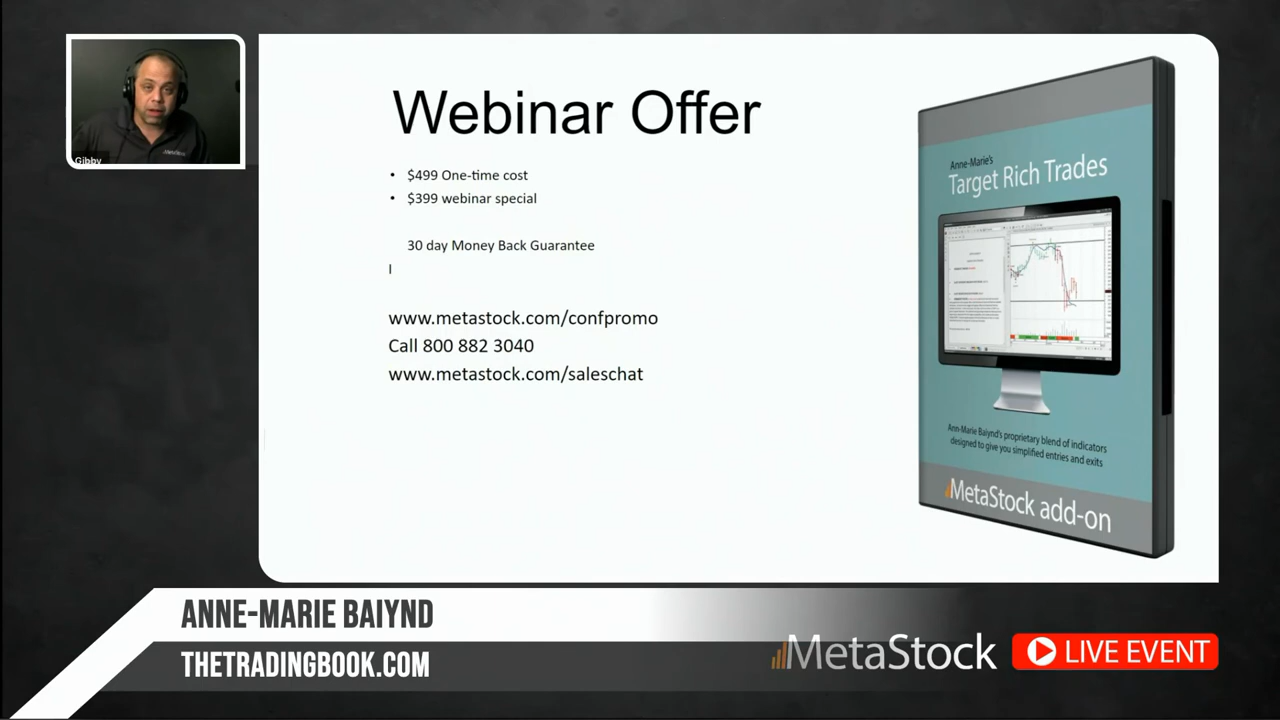 Gibby
MetaStock
Webinar Offer
• $499 One-time cost
• $399 webinar special
30 day Money Back Guarantee
www.metastock.com/confpromo
Call 800 882 3040
www.metastock.com/saleschat
Anne-Marie's
Target Rich Trades
Ann-Marie Baiynd's proprietary blend of indicators
designed to give you simplified entries and exits
MetaStock add-on
ANNE-MARIE BAIYND
THETRADINGBOOK.COM
MetaStock
LIVE EVENT